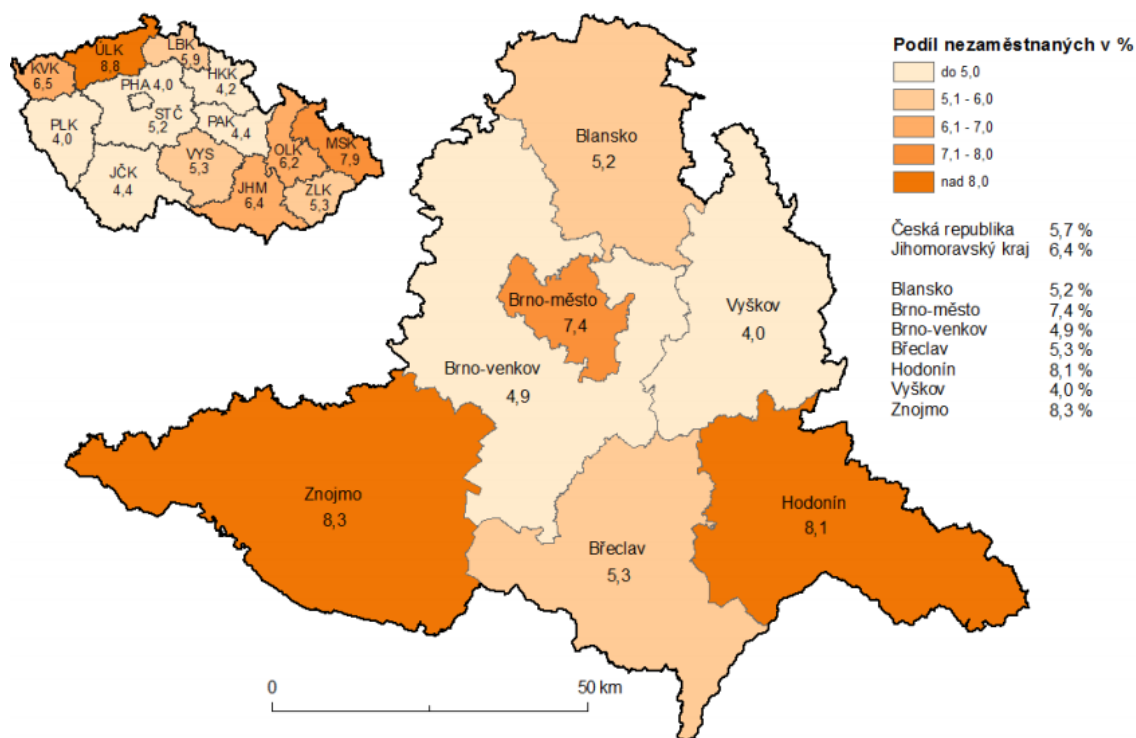 ÚLK
8,8
LBK
5,9
KVK
6,5
HKK
4,2
PHA 4,0
STČ
5,2
PAK
4,4
PLK
4,0
MSK
7,9
OLK
6,2
VYS
5,3
JČK
4,4
JHM
6,4
ZLK
5,3
Podíl nezaměstnaných v %
do 5,0
5,1 - 6,0
6,1 - 7,0
7,1 - 8,0
nad 8,0
Česká republika 5,7 %
Jihomoravský kraj 6,4 %
Blansko 5,2 %
Brno-město 7,4 %
Brno-venkov 4,9 %
Břeclav 5,3 %
Hodonín 8,1 %
Vyškov 4,0 %
Znojmo 8,3 %
Blansko
5,2
Brno-město
7,4
Vyškov
4,0
Brno-venkov
4,9
Znojmo
8,3
Hodonín
8,1
Břeclav
5,3
0 50 km